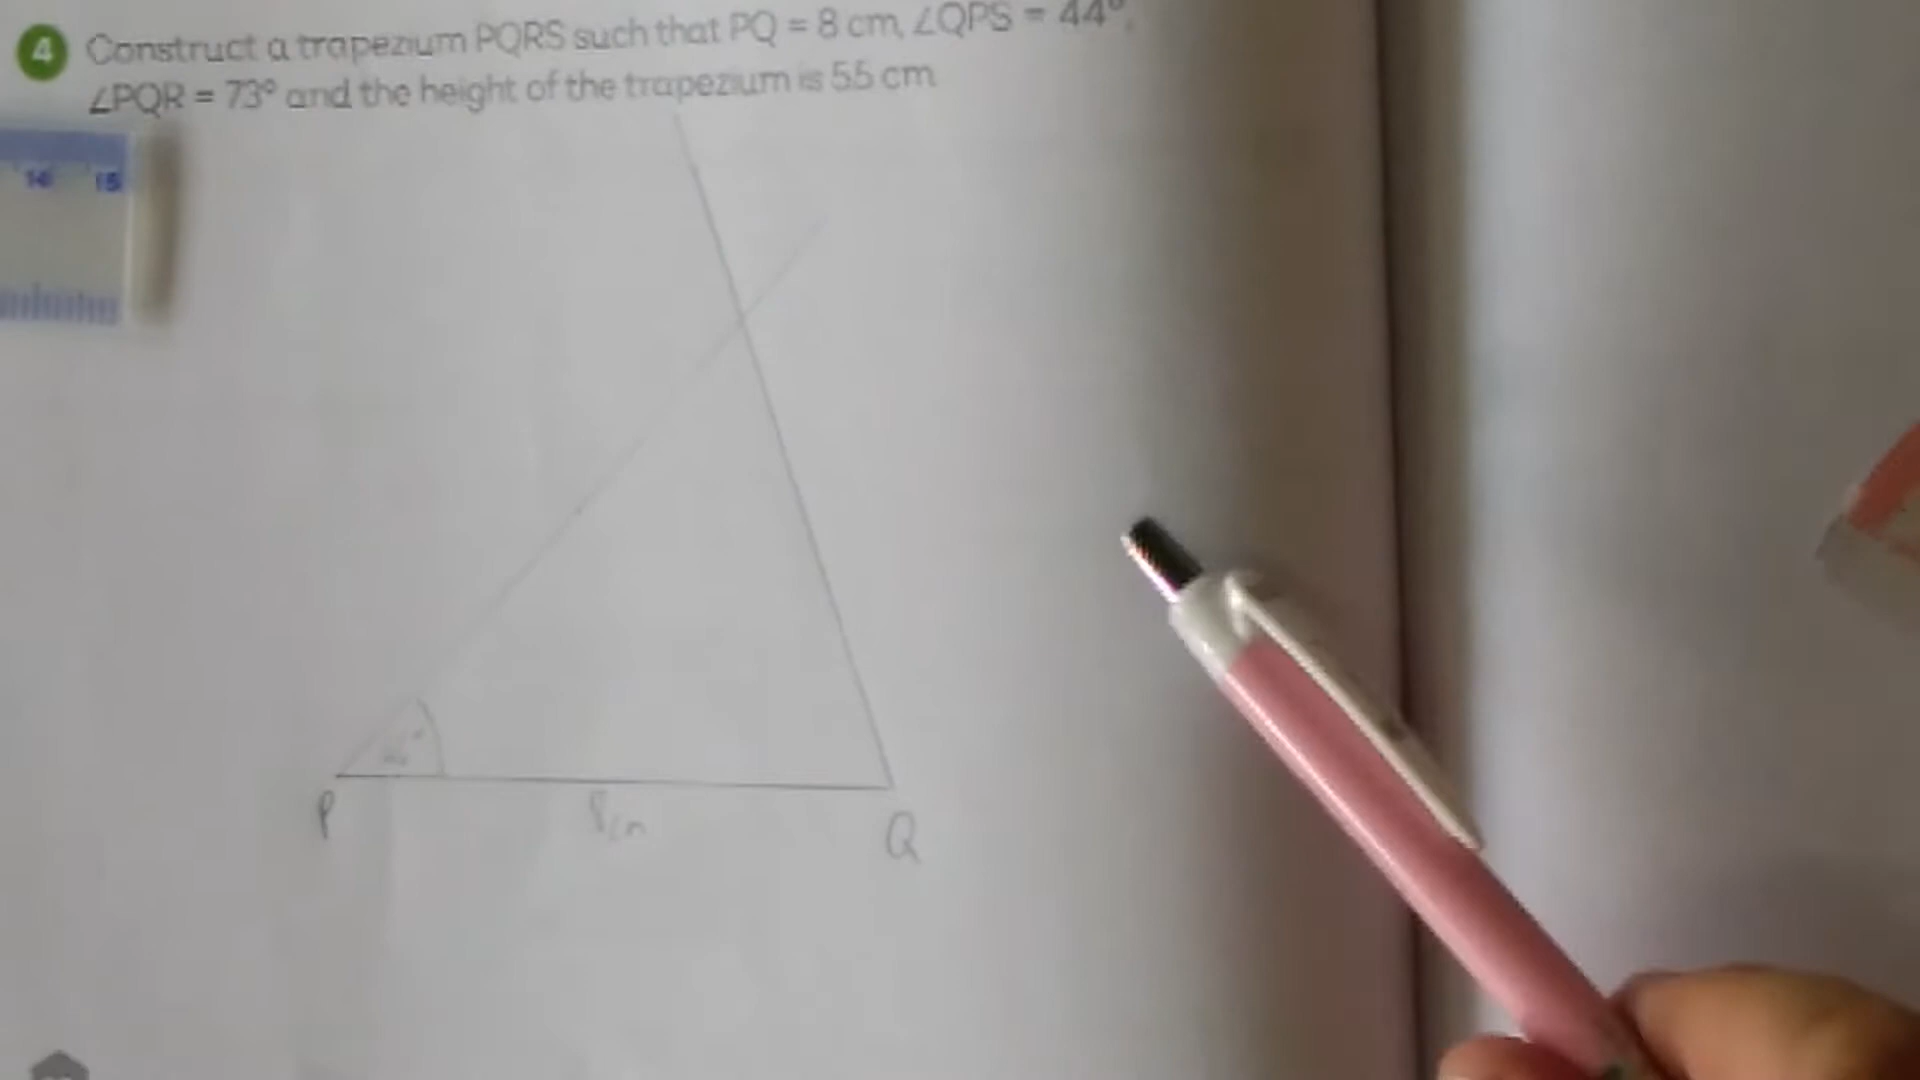 4 Construct a trapezium PQRS such that PQ = 8 cm, ∠QPS = 44°,
∠PQR = 73° and the height of the trapezium is 5.5 cm
14 15
P 8cm Q